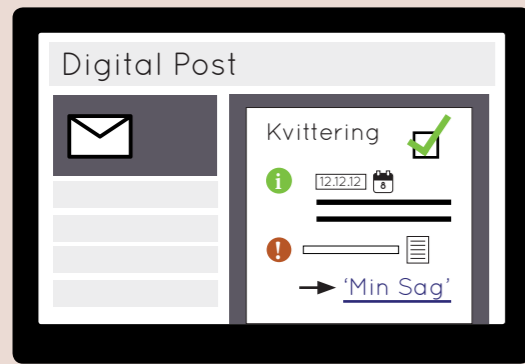 Digital Post
Kvittering
i
12.12.12
8
!
'Min Sag'